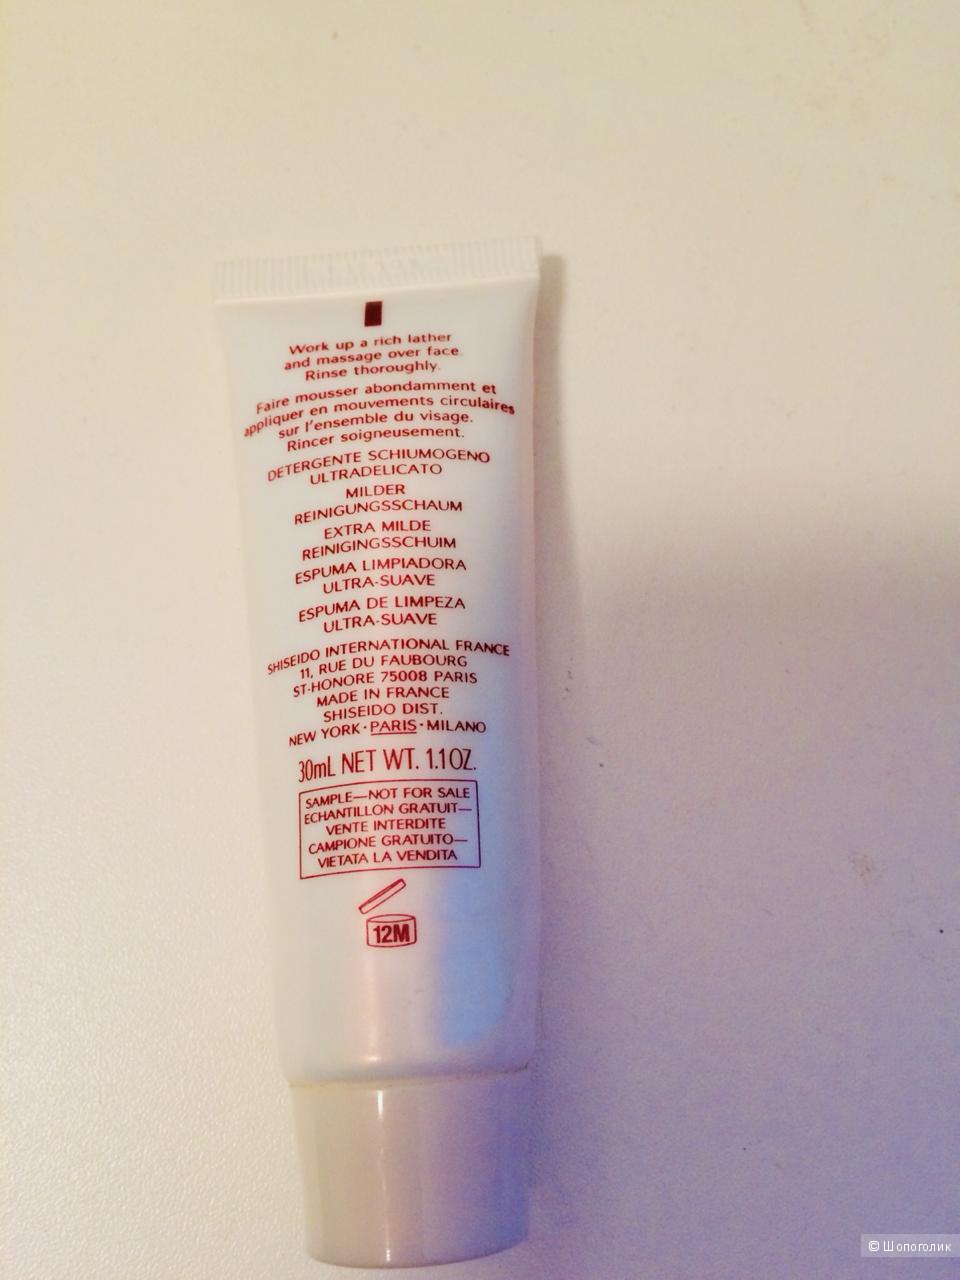 Work up a rich lather
and massage over face.
Rinse thoroughly.
Faire mousser abondamment et
appliquer en mouvements circulaires
sur l'ensemble du visage.
Rincer soigneusement.
DETERGENTE SCHIUMOGENO
ULTRADELICATO
MILDER
REINIGUNGSSCHAUM
EXTRA MILDE
REINIGINGSSCHUIM
ESPUMA LIMPIADORA
ULTRA-SUAVE
ESPUMA DE LIMPEZA
ULTRA-SUAVE
SHISEIDO INTERNATIONAL FRANCE
11, RUE DU FAUBOURG
ST-HONORE 75008 PARIS
MADE IN FRANCE
SHISEIDO DIST.
NEW YORK・PARIS・MILANO
30mL NET WT. 1.1 OZ.
SAMPLE—NOT FOR SALE
ECHANTILLON GRATUIT—
VENTE INTERDITE
CAMPIONE GRATUITO—
VIETATA LA VENDITA
12M
© Шопоголик